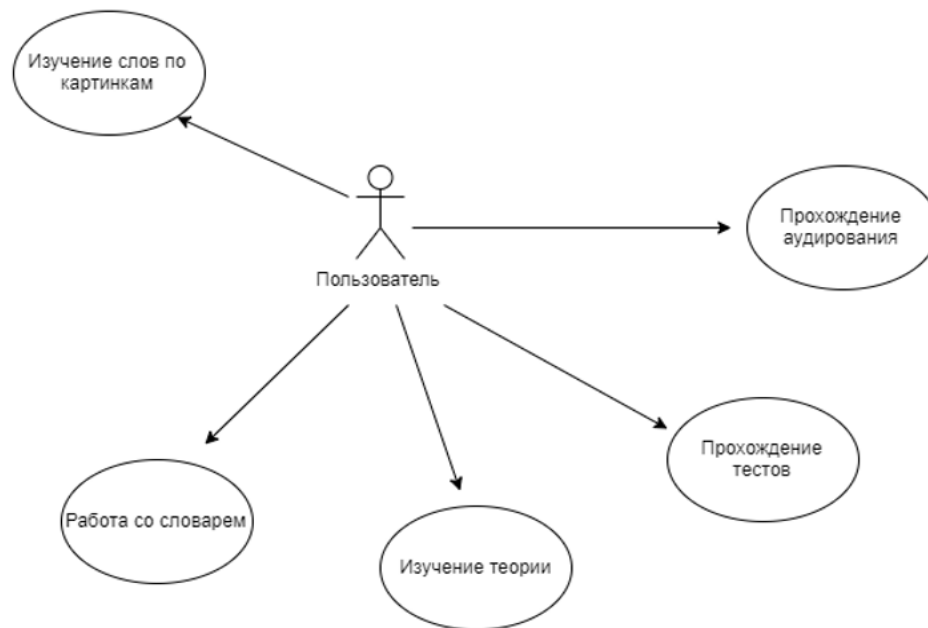 Изучение слов по
картинкам
Прохождение
аудирования
Пользователь
Прохождение
тестов
Работа со словарем
Изучение теории